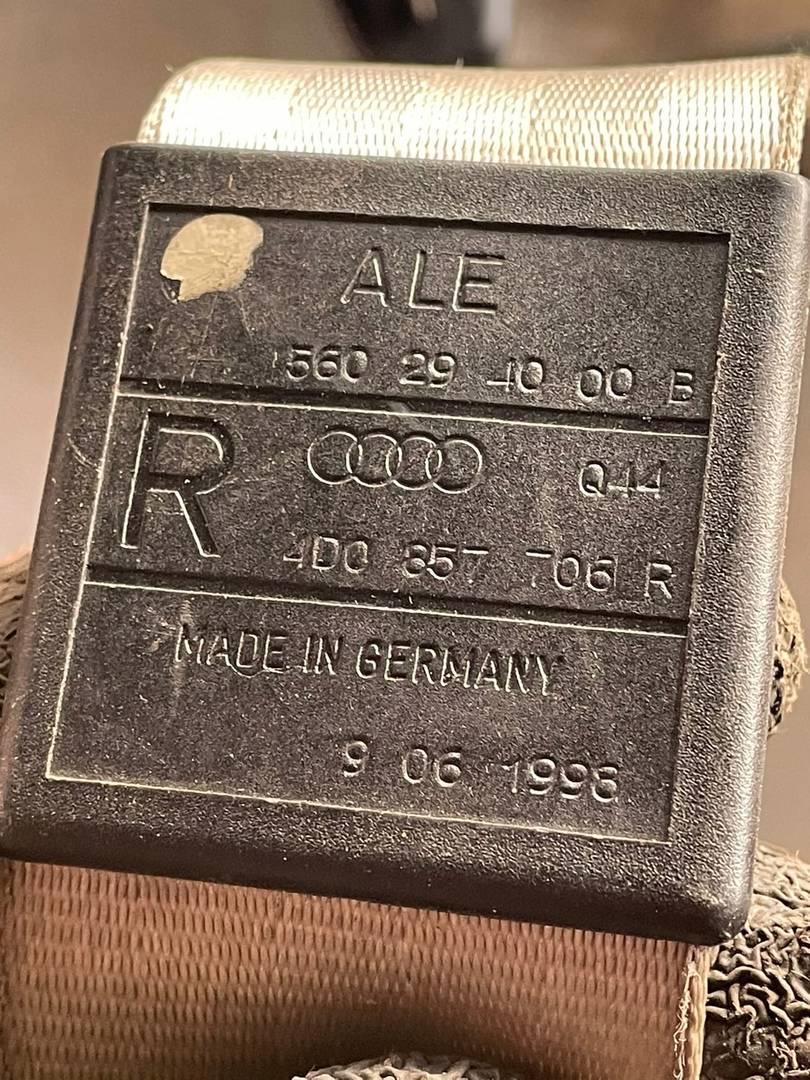 ALE
560 29 40 00 B
R
Q44
4D0 857 706 R
MADE IN GERMANY
9 06 1998